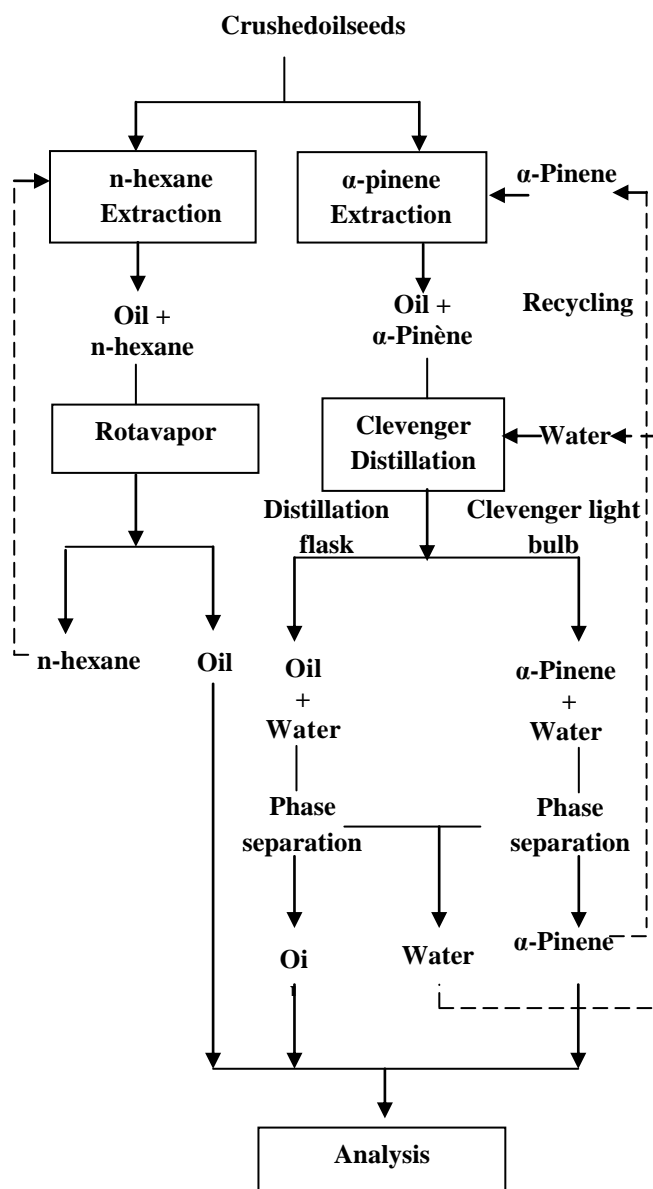 Crushedoilseeds
n-hexane
Extraction
α-pinene
Extraction
α-Pinene
Oil +
n-hexane
Oil +
α-Pinène
Recycling
Rotavapor
Clevenger
Distillation
Water
Distillation
flask
Clevenger light
bulb
n-hexane
Oil
Oil
+
Water
α-Pinene
+
Water
Phase
separation
Phase
separation
Oi
Water
α-Pinene
Analysis